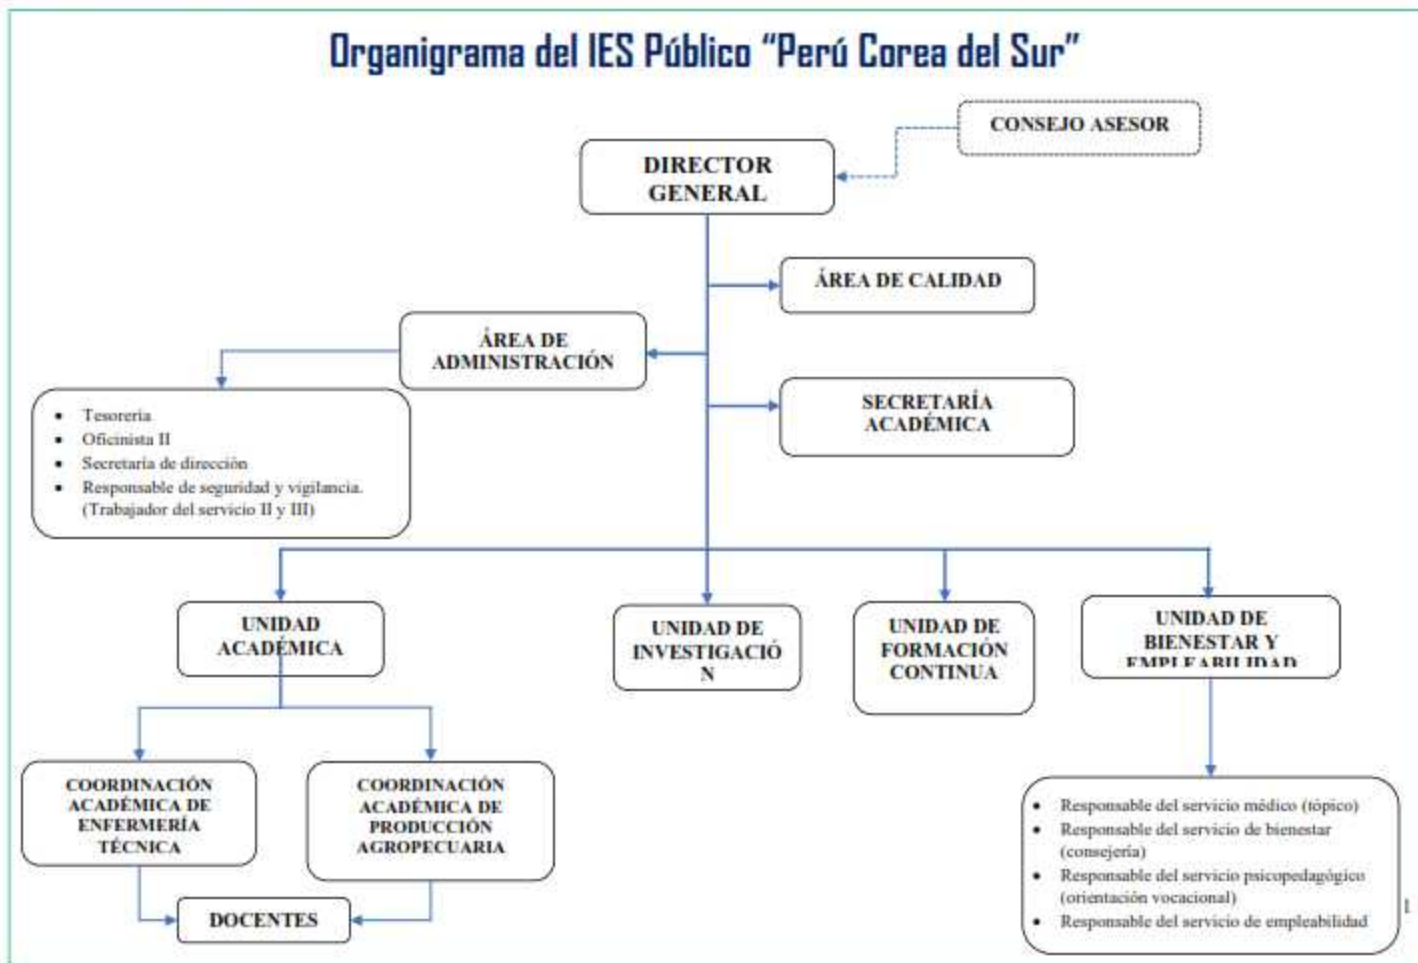 Organigrama del IES Público “Perú Corea del Sur”
CONSEJO ASESOR
DIRECTOR
GENERAL
ÁREA DE CALIDAD
ÁREA DE
ADMINISTRACIÓN
SECRETARÍA
ACADÉMICA
• Tesorería
• Oficinista II
• Secretaría de dirección
• Responsable de seguridad y vigilancia.
(Trabajador del servicio II y III)
UNIDAD
ACADÉMICA
UNIDAD DE
INVESTIGACIÓ
N
UNIDAD DE
FORMACIÓN
CONTINUA
UNIDAD DE
BIENESTAR Y
EMPLEABILIDAD
COORDINACIÓN
ACADÉMICA DE
ENFERMERÍA
TÉCNICA
COORDINACIÓN
ACADÉMICA DE
PRODUCCIÓN
AGROPECUARIA
DOCENTES
• Responsable del servicio médico (tópico)
• Responsable del servicio de bienestar
(consejería)
• Responsable del servicio psicopedagógico
(orientación vocacional)
• Responsable del servicio de empleabilidad
1